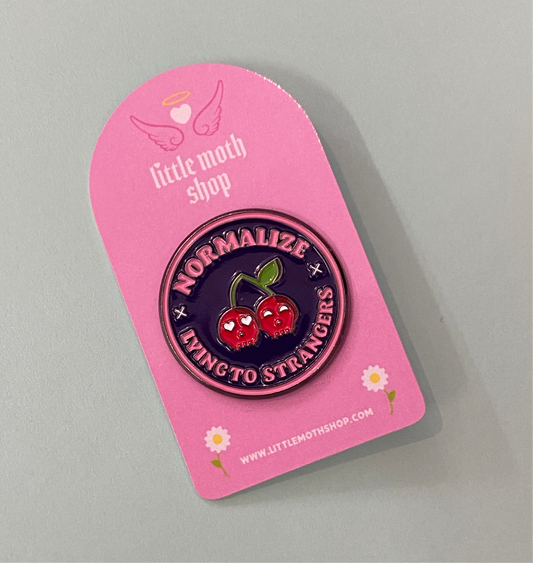 little moth
shop
NORMALIZE
LYING TO STRANGERS
WWW.LITTLEMOTHSHOP.COM